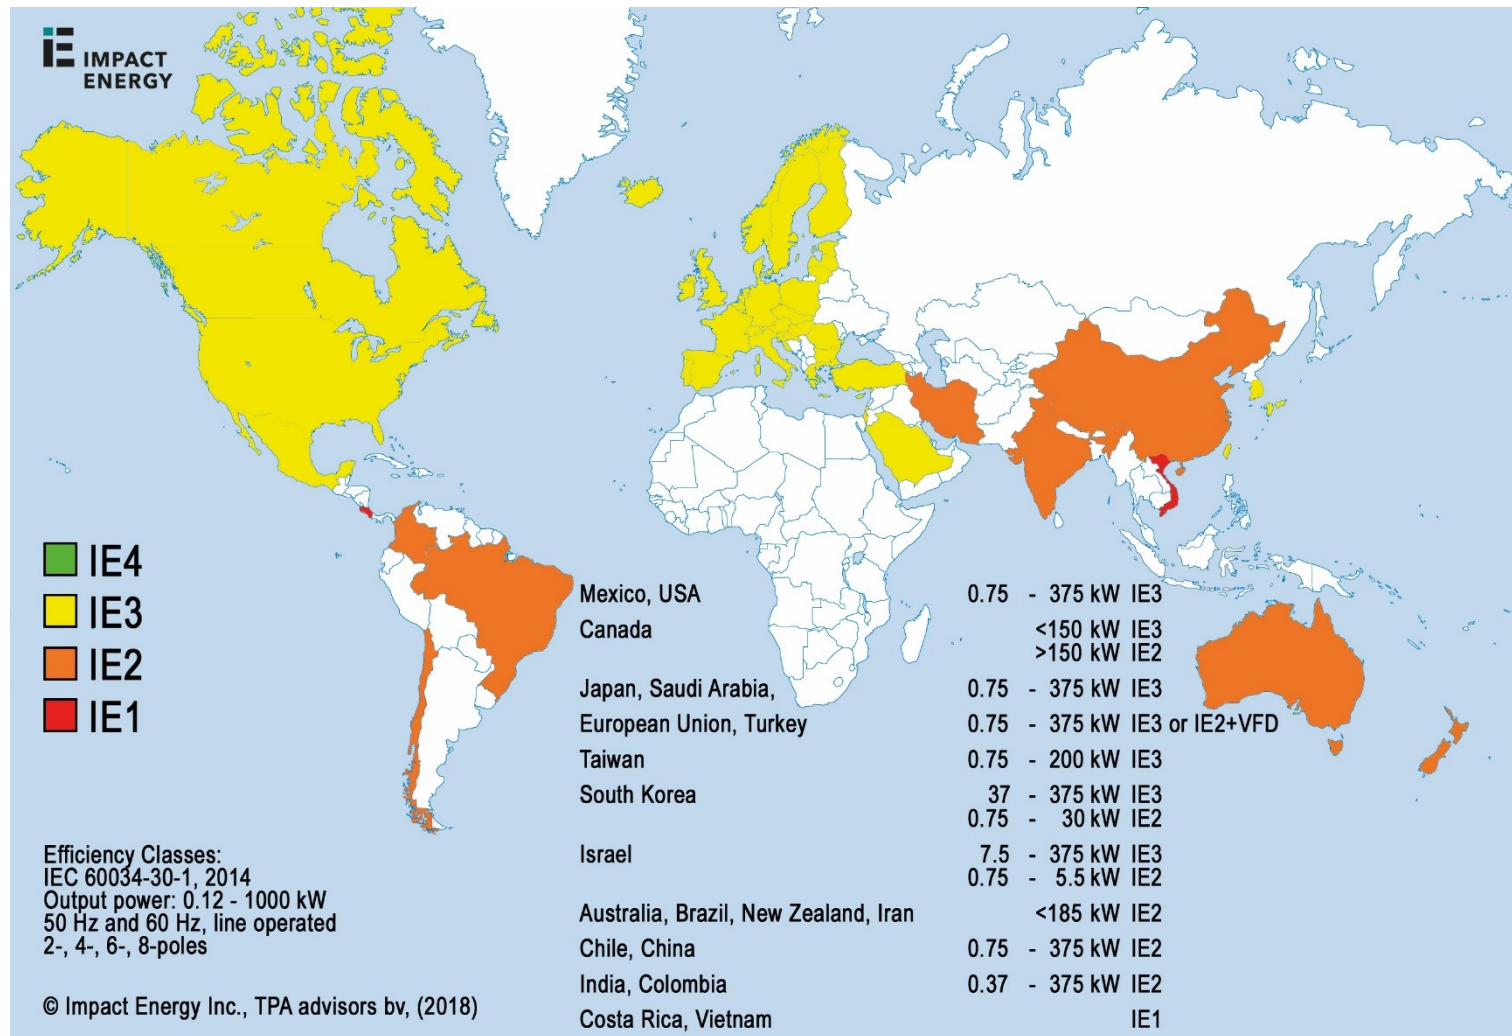 iE IMPACT
ENERGY
IE4
IE3
IE2
IE1
Efficiency Classes:
IEC 60034-30-1, 2014
Output power: 0.12 - 1000 kW
50 Hz and 60 Hz, line operated
2-, 4-, 6-, 8-poles
© Impact Energy Inc., TPA advisors bv, (2018)
Mexico, USA 0.75 - 375 kW IE3
Canada <150 kW IE3
>150 kW IE2
Japan, Saudi Arabia, 0.75 - 375 kW IE3
European Union, Turkey 0.75 - 375 kW IE3 or IE2+VFD
Taiwan 0.75 - 200 kW IE3
South Korea 37 - 375 kW IE3
0.75 - 30 kW IE2
Israel 7.5 - 375 kW IE3
0.75 - 5.5 kW IE2
Australia, Brazil, New Zealand, Iran <185 kW IE2
Chile, China 0.75 - 375 kW IE2
India, Colombia 0.37 - 375 kW IE2
Costa Rica, Vietnam IE1